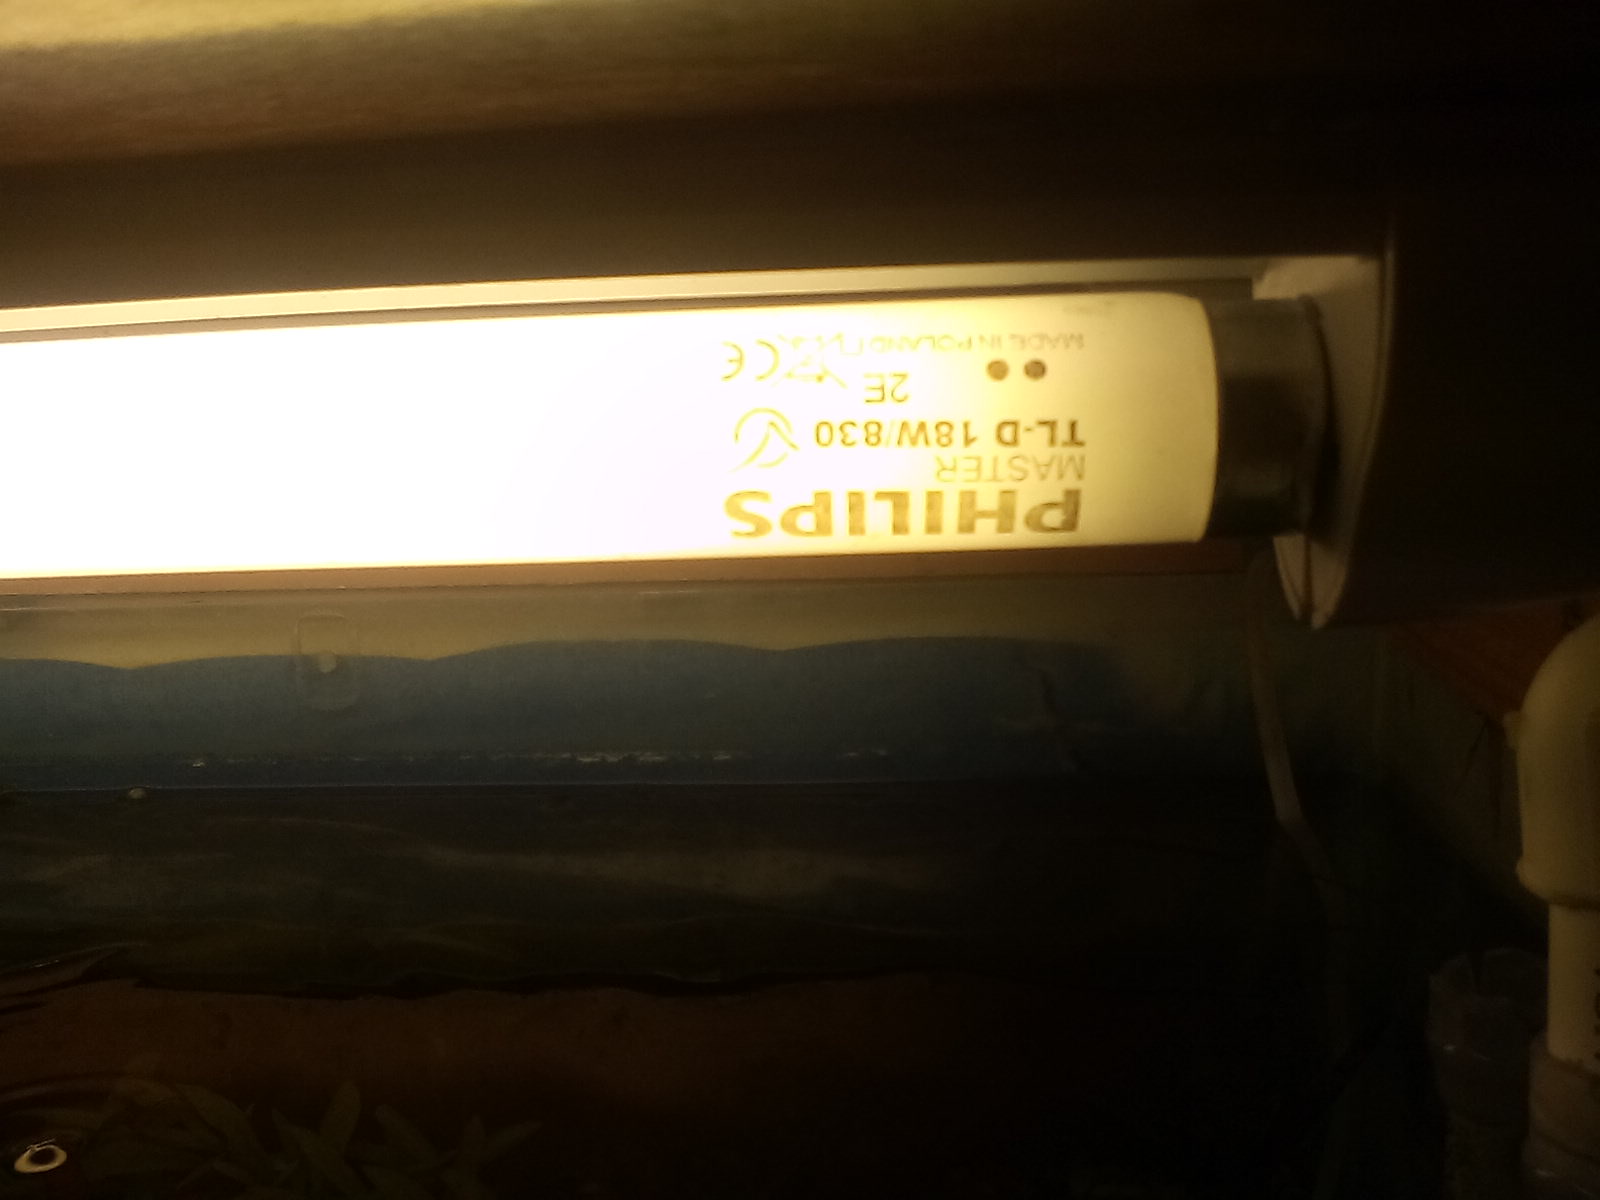 PHILIPS
MASTER
TL-D 18W/830
2E
MADE IN POLAND CE